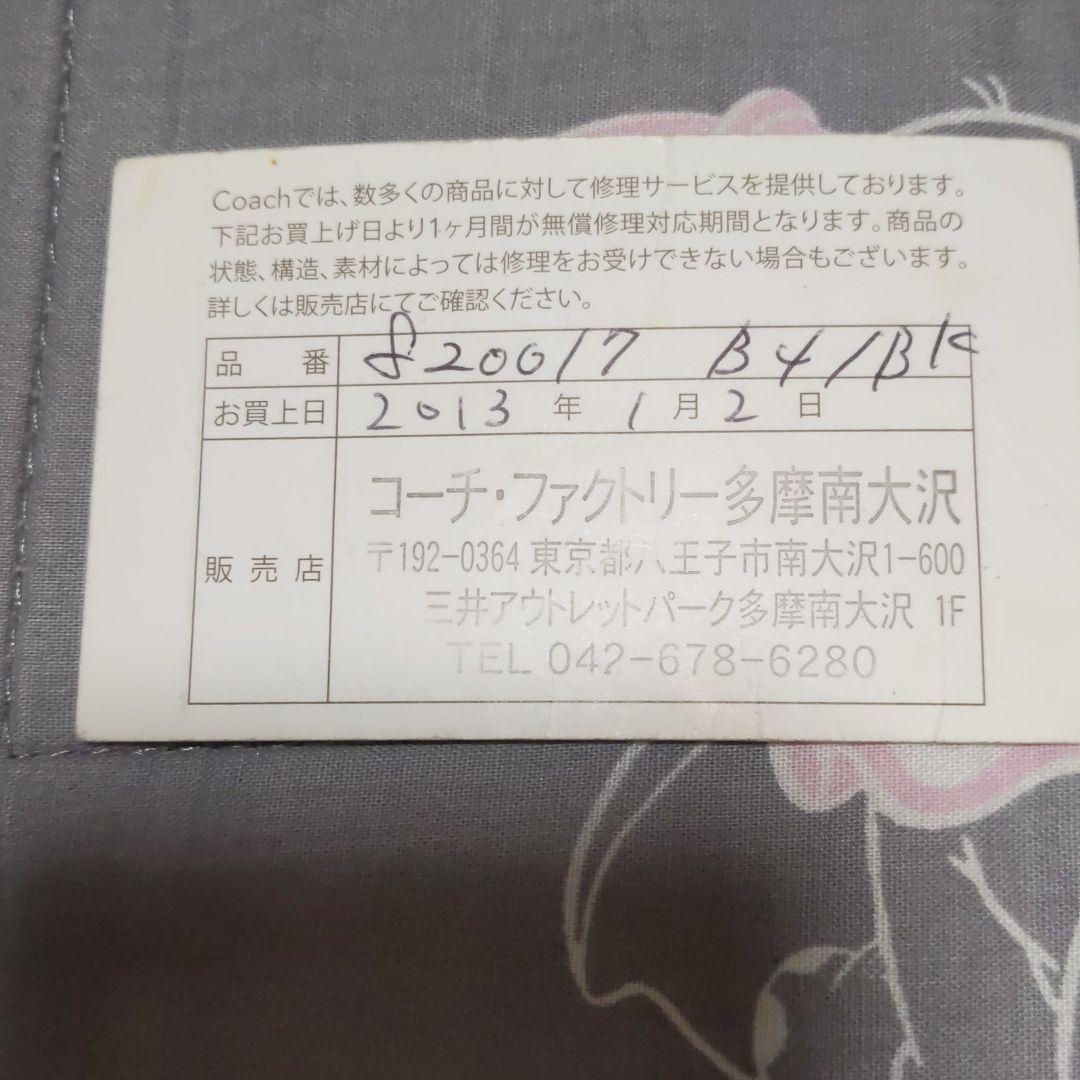 Coachでは、数多くの商品に対して修理サービスを提供しております。
下記お買上げ日より1ヶ月間が無償修理対応期間となります。商品の
状態、構造、素材によっては修理をお受けできない場合もございます。
詳しくは販売店にてご確認ください。
品 番 820017 B4/BK
お買上日 2013 年 1 月 2 日
販売店
コーチ・ファクトリー多摩南大沢
〒192-0364 東京都八王子市南大沢1-600
三井アウトレットパーク多摩南大沢 1F
TEL 042-678-6280